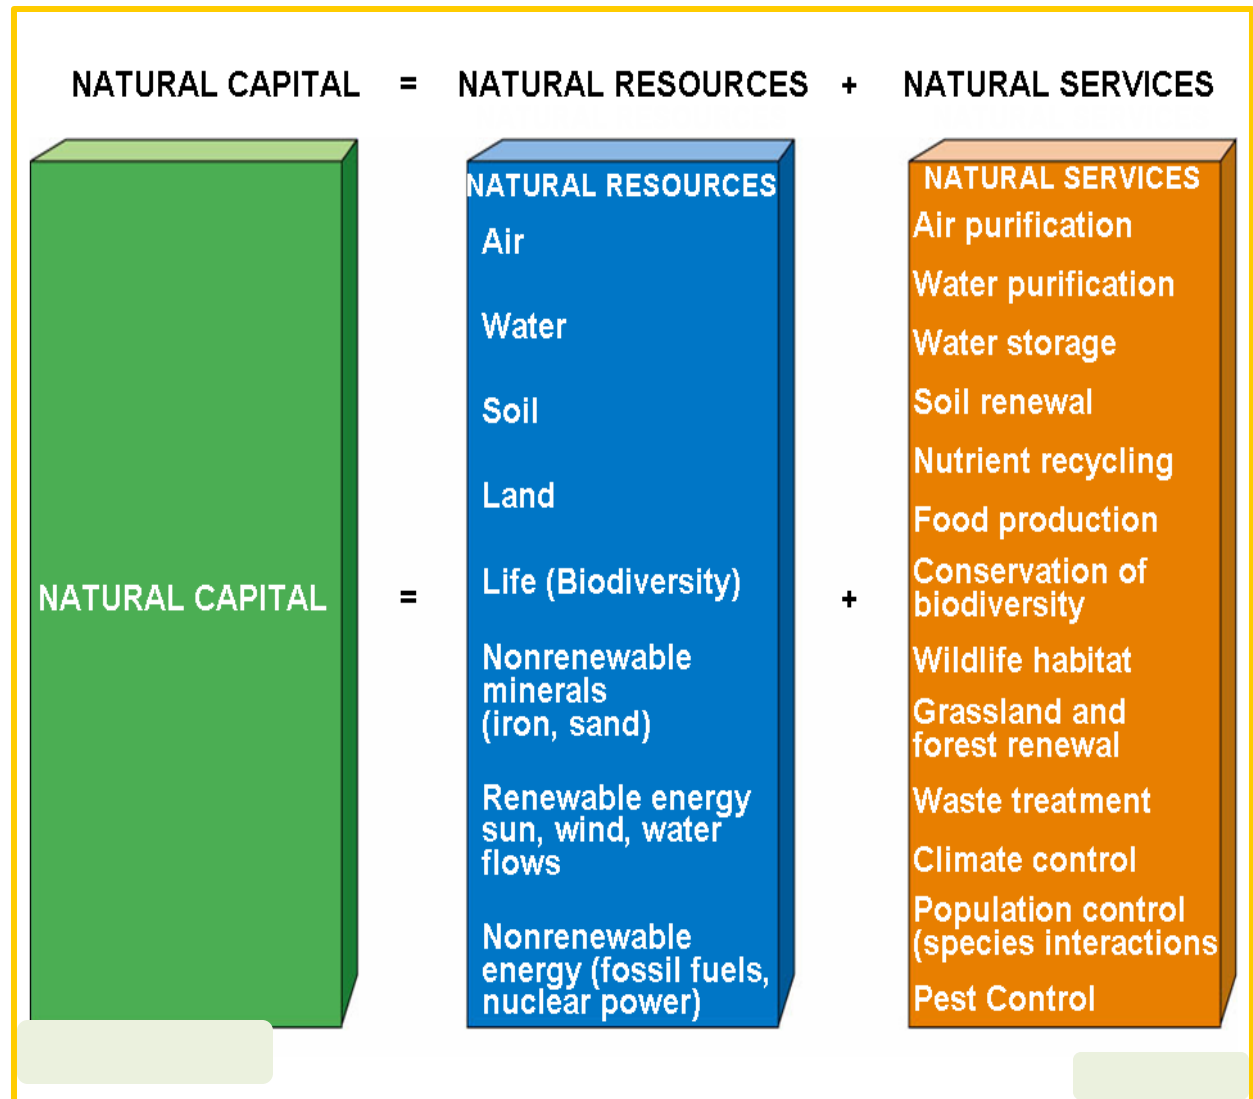 NATURAL CAPITAL = NATURAL RESOURCES + NATURAL SERVICES
NATURAL CAPITAL
=
NATURAL RESOURCES
Air
Water
Soil
Land
Life (Biodiversity)
Nonrenewable
minerals
(iron, sand)
Renewable energy
sun, wind, water
flows
Nonrenewable
energy (fossil fuels,
nuclear power)
+
NATURAL SERVICES
Air purification
Water purification
Water storage
Soil renewal
Nutrient recycling
Food production
Conservation of
biodiversity
Wildlife habitat
Grassland and
forest renewal
Waste treatment
Climate control
Population control
(species interactions
Pest Control